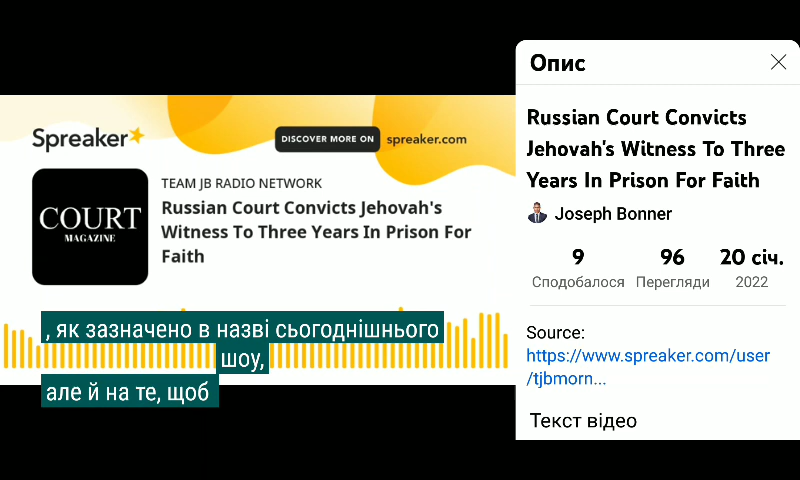 Spreaker
DISCOVER MORE ON spreaker.com
COURT
MAGAZINE
TEAM JB RADIO NETWORK
Russian Court Convicts Jehovah's
Witness To Three Years In Prison For
Faith
, як зазначено в назві сьогоднішнього
шоу,
але й на те, щоб
Опис
Russian Court Convicts
Jehovah's Witness To Three
Years In Prison For Faith
Joseph Bonner
9 96 20 січ.
Сподобалося Перегляди 2022
Source:
https://www.spreaker.com/user
/tjbmorn...
Текст відео